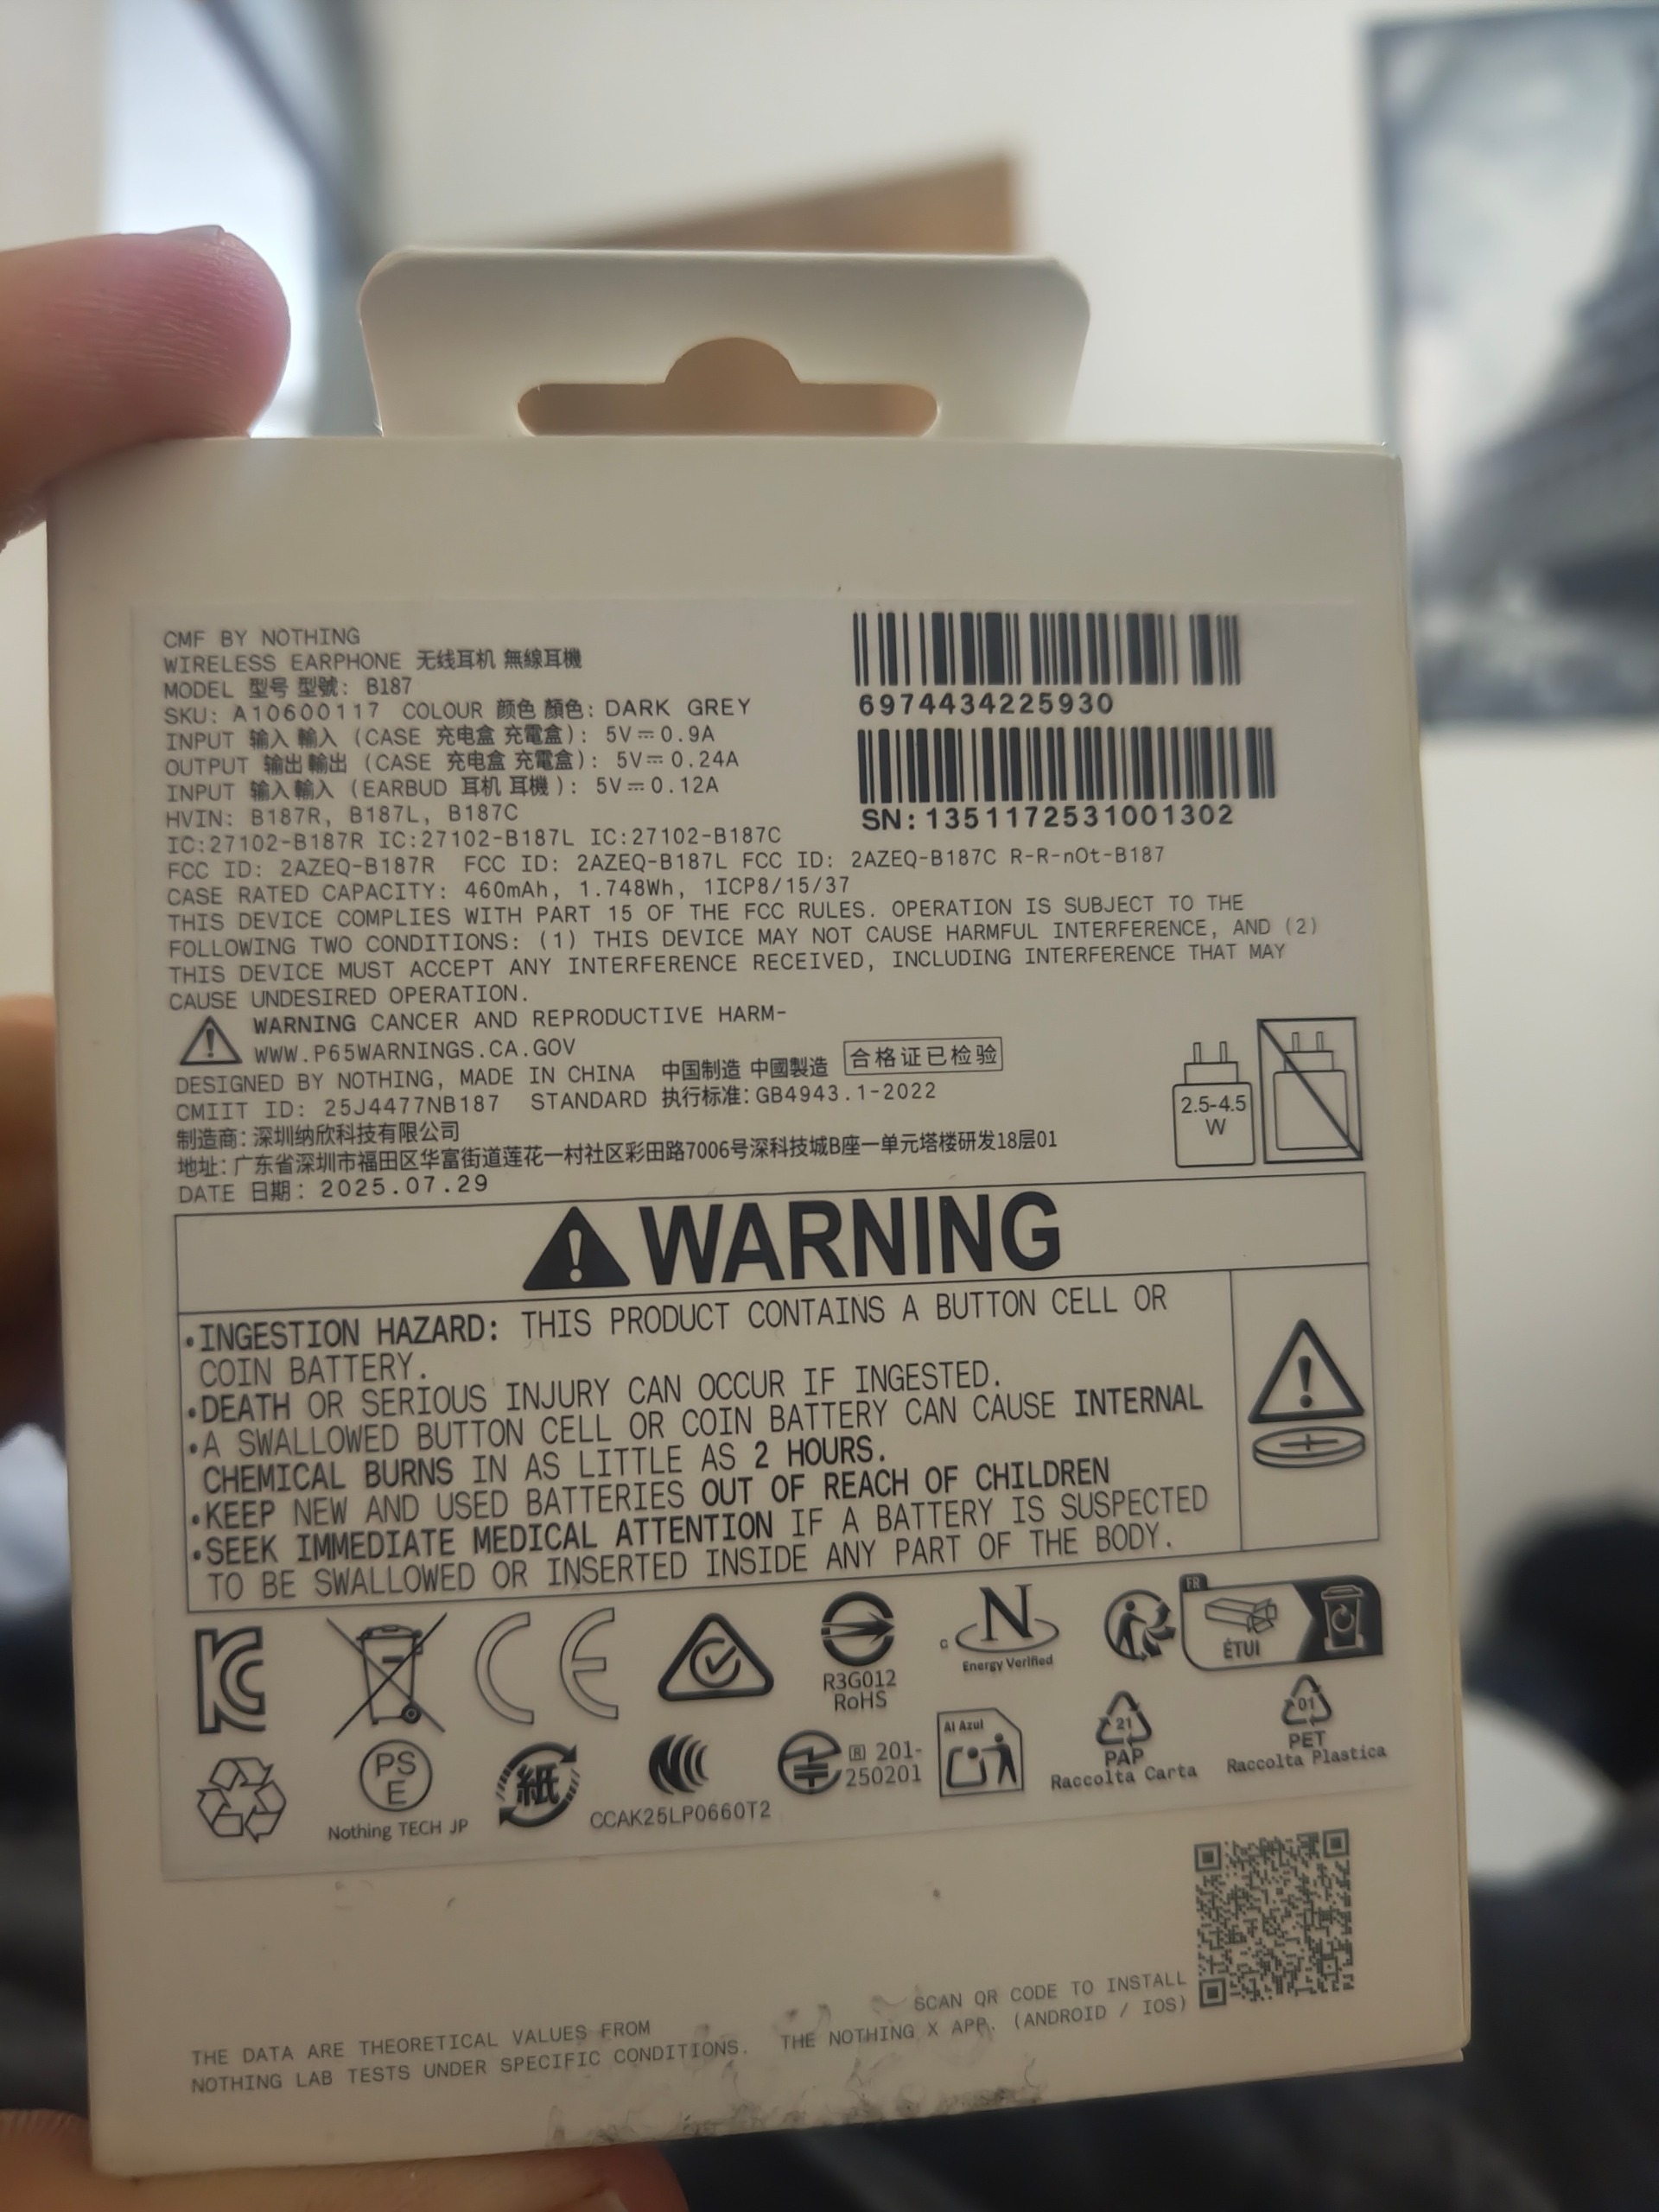 CMF BY NOTHING
WIRELESS EARPHONE 无线耳机 無線耳機
MODEL 型号 型號: B187
SKU: A10600117 COLOUR 颜色 顏色: DARK GREY
INPUT 输入 輸入 (CASE 充电盒 充電盒): 5V⎓0.9A
OUTPUT 输出 輸出 (CASE 充电盒 充電盒): 5V⎓0.24A
INPUT 输入 輸入 (EARBUD 耳机 耳機): 5V⎓0.12A
HVIN: B187R, B187L, B187C
IC:27102-B187R IC:27102-B187L IC:27102-B187C
FCC ID: 2AZEQ-B187R FCC ID: 2AZEQ-B187L FCC ID: 2AZEQ-B187C R-R-nOt-B187
CASE RATED CAPACITY: 460mAh, 1.748Wh, 1ICP8/15/37
THIS DEVICE COMPLIES WITH PART 15 OF THE FCC RULES. OPERATION IS SUBJECT TO THE
FOLLOWING TWO CONDITIONS: (1) THIS DEVICE MAY NOT CAUSE HARMFUL INTERFERENCE, AND (2)
THIS DEVICE MUST ACCEPT ANY INTERFERENCE RECEIVED, INCLUDING INTERFERENCE THAT MAY
CAUSE UNDESIRED OPERATION.
WARNING CANCER AND REPRODUCTIVE HARM-
WWW.P65WARNINGS.CA.GOV
DESIGNED BY NOTHING, MADE IN CHINA 中国制造 中國製造 合格证已检验
CMIIT ID: 25J4477NB187 STANDARD 执行标准: GB4943.1-2022
制造商: 深圳纳欣科技有限公司
地址: 广东省深圳市福田区华富街道莲花一村社区彩田路7006号深科技城B座一单元塔楼研发18层01
DATE 日期: 2025.07.29
6974434225930
SN: 1351172531001302
2.5-4.5
W
WARNING
•INGESTION HAZARD: THIS PRODUCT CONTAINS A BUTTON CELL OR
COIN BATTERY.
•DEATH OR SERIOUS INJURY CAN OCCUR IF INGESTED.
•A SWALLOWED BUTTON CELL OR COIN BATTERY CAN CAUSE INTERNAL
CHEMICAL BURNS IN AS LITTLE AS 2 HOURS.
•KEEP NEW AND USED BATTERIES OUT OF REACH OF CHILDREN
•SEEK IMMEDIATE MEDICAL ATTENTION IF A BATTERY IS SUSPECTED
TO BE SWALLOWED OR INSERTED INSIDE ANY PART OF THE BODY.
KC
CE
R3G012
RoHS
C N
Energy Verified
FR
ÉTUI
PS
E
Nothing TECH JP
紙
CCAK25LP0660T2
R 201-
250201
Al Azul
21
PAP
Raccolta Carta
01
PET
Raccolta Plastica
SCAN QR CODE TO INSTALL
THE NOTHING X APP. (ANDROID / IOS)
THE DATA ARE THEORETICAL VALUES FROM
NOTHING LAB TESTS UNDER SPECIFIC CONDITIONS.